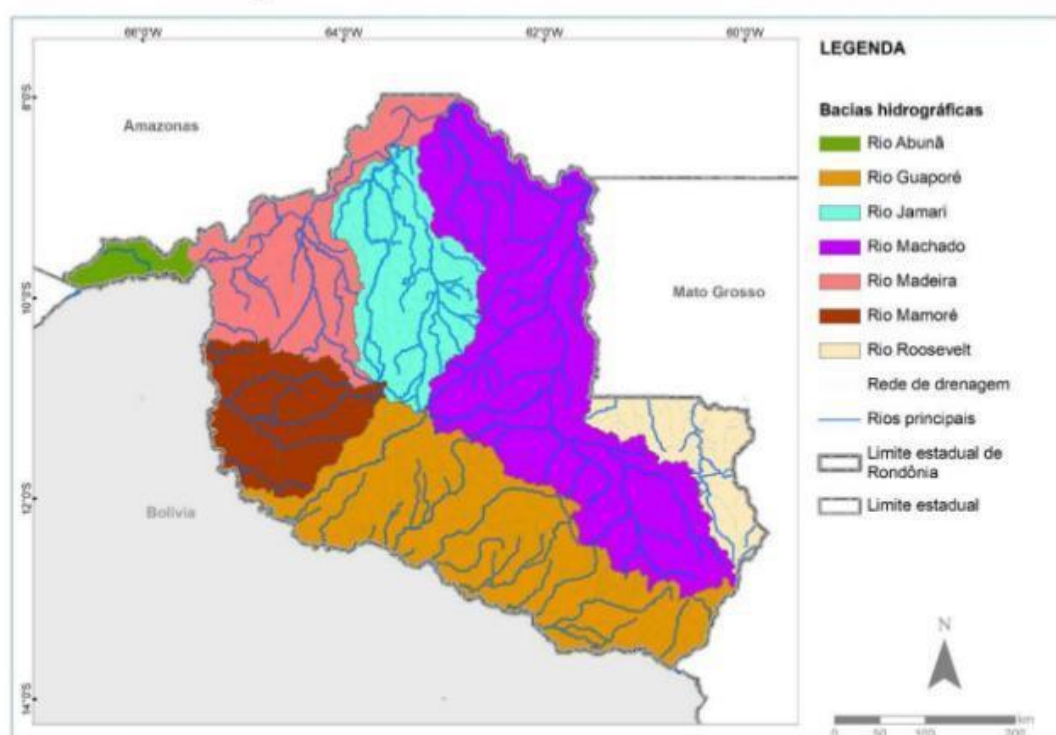 66°0'W
64°0'W
62°0'W
60°0'W
8°S
10°0'S
12°0'S
14°0'S
Amazonas
Mato Grosso
Bolívia
LEGENDA
Bacias hidrográficas
Rio Abunã
Rio Guaporé
Rio Jamari
Rio Machado
Rio Madeira
Rio Mamoré
Rio Roosevelt
Rede de drenagem
Rios principais
Limite estadual de
Rondônia
Limite estadual
N
km
0 50 100 200